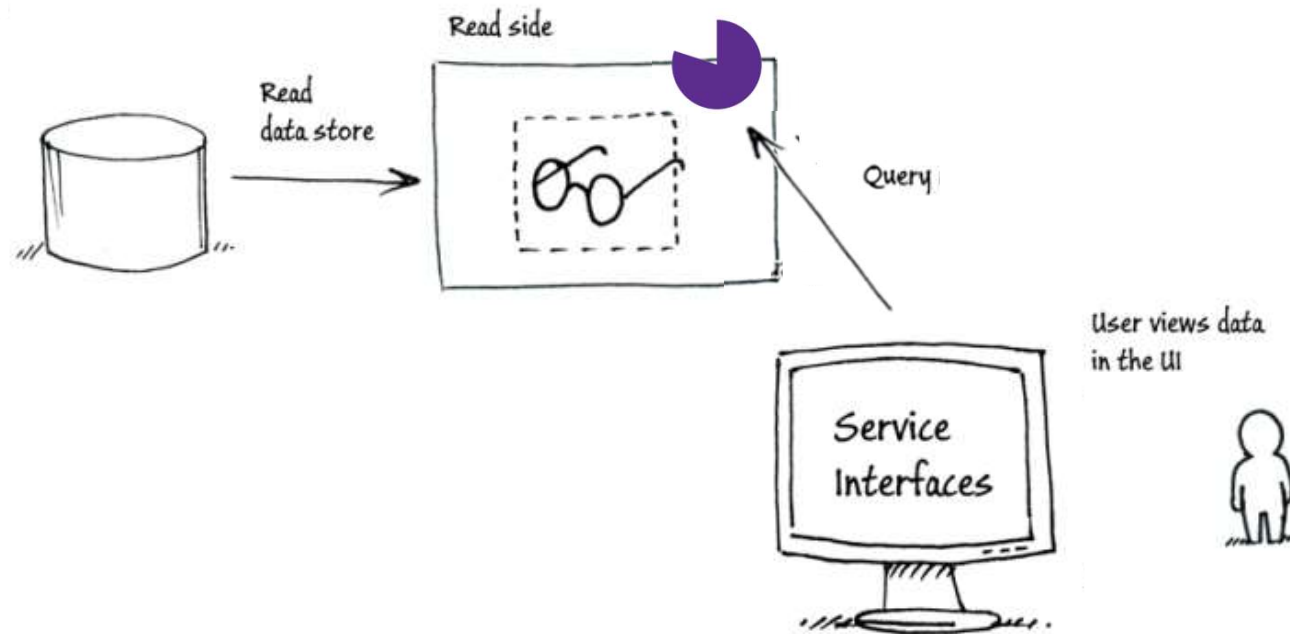 Read side
Read
data store
Query
User views data
in the UI
Service
Interfaces